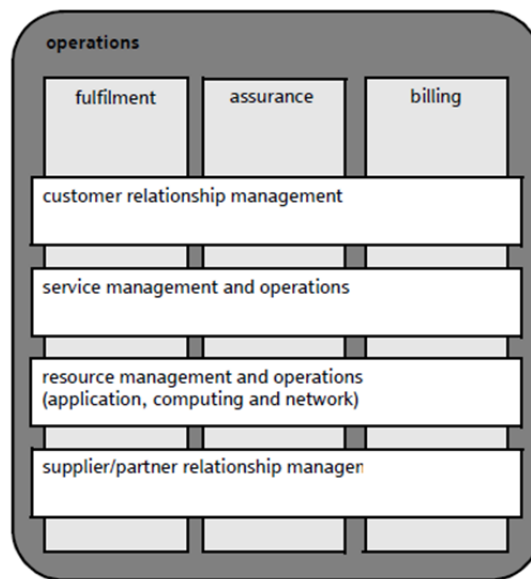 operations
fulfilment
assurance
billing
customer relationship management
service management and operations
resource management and operations
(application, computing and network)
supplier/partner relationship managen